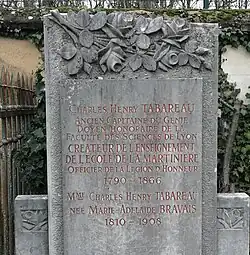 Charles Henry TABAREAU
Ancien Capitaine du Génie
Doyen Honoraire de la
Faculté des Sciences de Lyon
CRÉATEUR DE L'ENSEIGNEMENT
DE L'ÉCOLE DE LA MARTINIÈRE
Officier de la Légion d'Honneur
1790 - 1866
Mme Charles Henry TABAREAU
née Marie-Adélaïde BRAVAIS
1810 - 1908